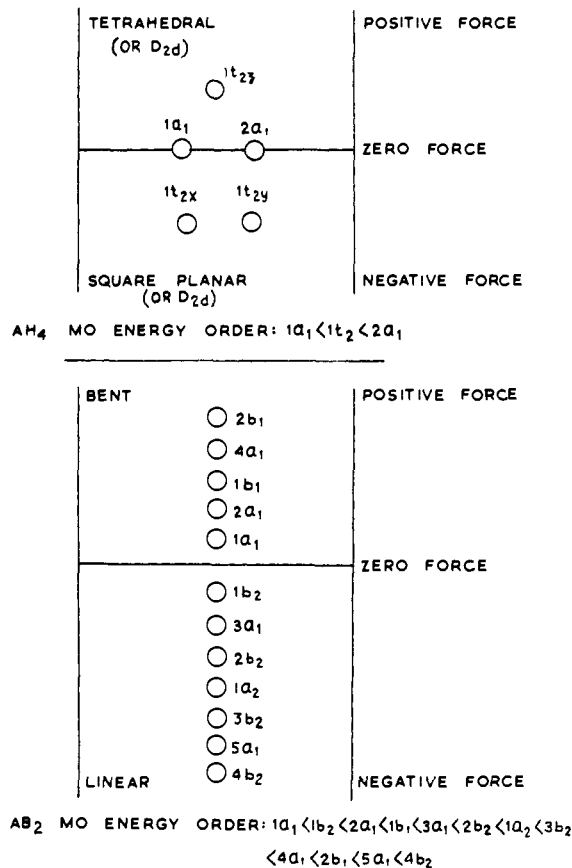 TETRAHEDRAL POSITIVE FORCE
(OR D2d)
1t2z
1a1 2a1
ZERO FORCE
1t2x 1t2y
SQUARE PLANAR NEGATIVE FORCE
(OR D2d)
AH4 MO ENERGY ORDER: 1a1<1t2<2a1
BENT POSITIVE FORCE
2b1
4a1
1b1
2a1
1a1
ZERO FORCE
1b2
3a1
2b2
1a2
3b2
5a1
4b2
LINEAR NEGATIVE FORCE
AB2 MO ENERGY ORDER: 1a1<1b2<2a1<1b1<3a1<2b2<1a2<3b2
<4a1<2b1<5a1<4b2